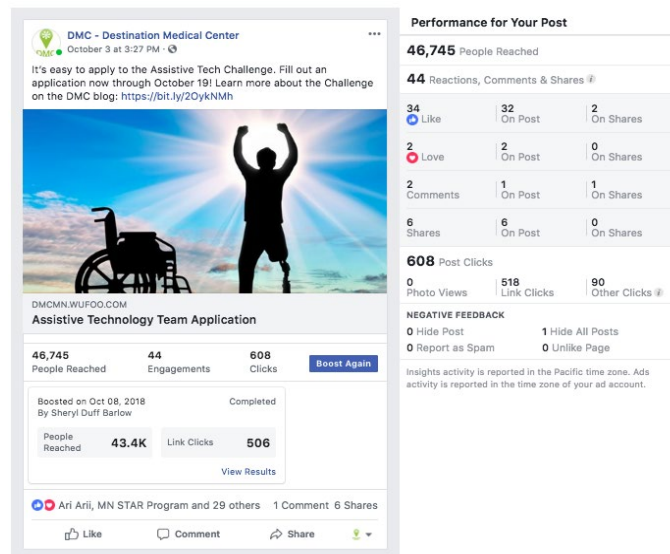 DMC - Destination Medical Center
October 3 at 3:27 PM ·
It's easy to apply to the Assistive Tech Challenge. Fill out an
application now through October 19! Learn more about the Challenge
on the DMC blog: https://bit.ly/2OykNMh
DMCMN.WUFOO.COM
Assistive Technology Team Application
46,745 44 608
People Reached Engagements Clicks Boost Again
Boosted on Oct 08, 2018 Completed
By Sheryl Duff Barlow
People Reached 43.4K Link Clicks 506
View Results
Ari Arii, MN STAR Program and 29 others 1 Comment 6 Shares
Like Comment Share
Performance for Your Post
46,745 People Reached
44 Reactions, Comments & Shares
34 32 2
Like On Post On Shares
2 2 0
Love On Post On Shares
2 1 1
Comments On Post On Shares
6 6 0
Shares On Post On Shares
608 Post Clicks
0 518 90
Photo Views Link Clicks Other Clicks
NEGATIVE FEEDBACK
0 Hide Post 1 Hide All Posts
0 Report as Spam 0 Unlike Page
Insights activity is reported in the Pacific time zone. Ads
activity is reported in the time zone of your ad account.